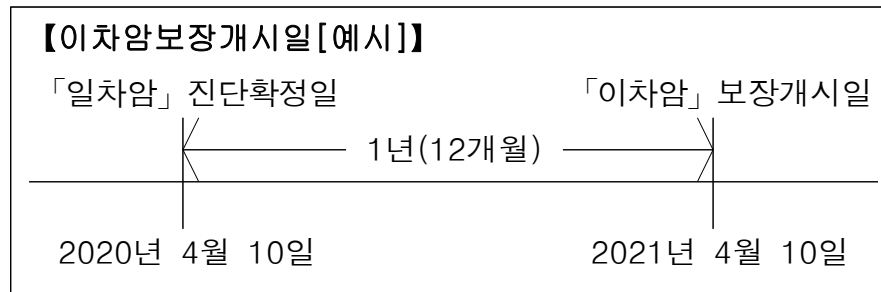 【이차암보장개시일[예시]】
「일차암」진단확정일 「이차암」보장개시일
1년(12개월)
2020년 4월 10일 2021년 4월 10일